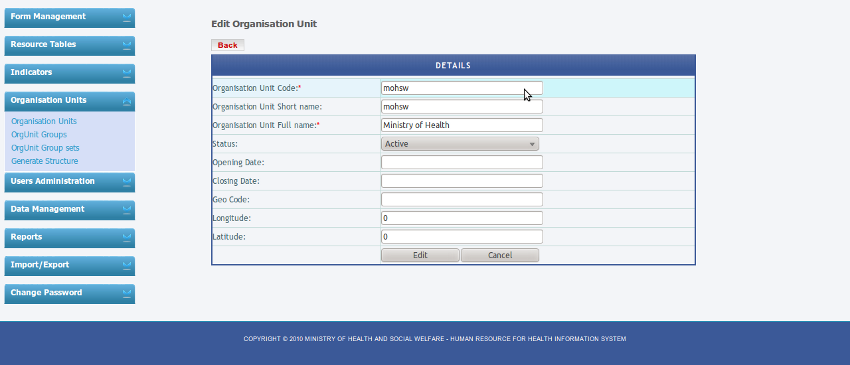 Form Management
Resource Tables
Indicators
Organisation Units
Organisation Units
OrgUnit Groups
OrgUnit Group sets
Generate Structure
Users Administration
Data Management
Reports
Import/Export
Change Password
Edit Organisation Unit
Back
DETAILS
Organisation Unit Code:* mohsw
Organisation Unit Short name: mohsw
Organisation Unit Full name:* Ministry of Health
Status: Active
Opening Date:
Closing Date:
Geo Code:
Longitude: 0
Latitude: 0
Edit Cancel
COPYRIGHT © 2010 MINISTRY OF HEALTH AND SOCIAL WELFARE - HUMAN RESOURCE FOR HEALTH INFORMATION SYSTEM